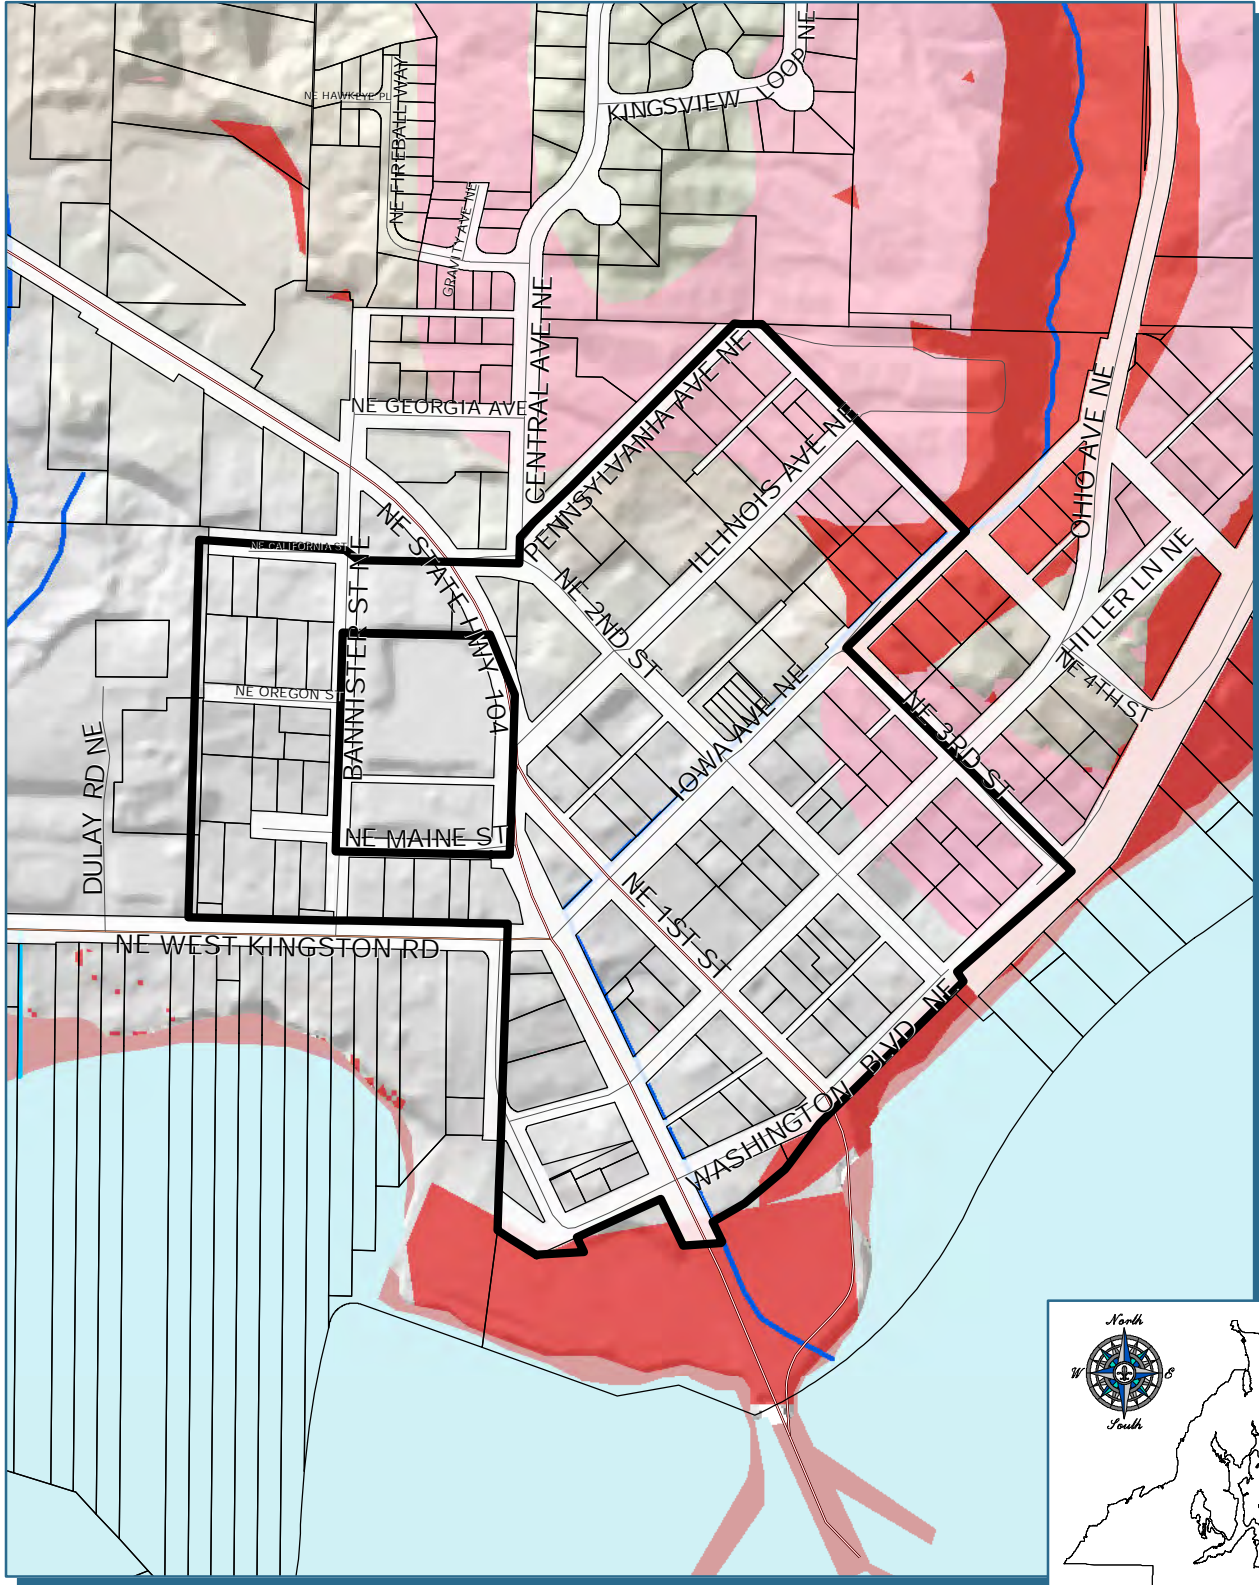 KINGSVIEW LOOP NE
NE HAWKEYE PL
NE FIREBALL WAY
GRAVITY AVE NE
CENTRAL AVE NE
PENNSYLVANIA AVE NE
NE GEORGIA AVE
ILLINOIS AVE NE
OHIO AVE NE
NE STATE HWY 104
NE CALIFORNIA ST
BANNISTER ST NE
NE 2ND ST
HILLER LN NE
NE 4TH ST
NE OREGON ST
IOWA AVE NE
NE 3RD ST
DULAY RD NE
NE MAINE ST
NE 1ST ST
NE WEST KINGSTON RD
WASHINGTON BLVD NE
North
W
E
South